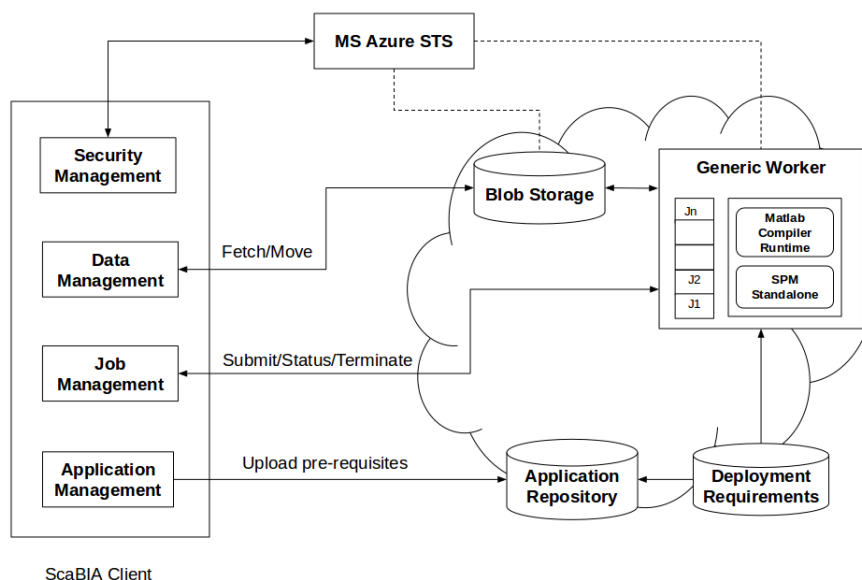 MS Azure STS
Security
Management
Blob Storage
Generic Worker
Jn
Matlab
Compiler
Runtime
Data
Management
Fetch/Move
J2
SPM
Standalone
J1
Job
Management
Submit/Status/Terminate
Application
Management
Upload pre-requisites
Application
Repository
Deployment
Requirements
ScaBIA Client